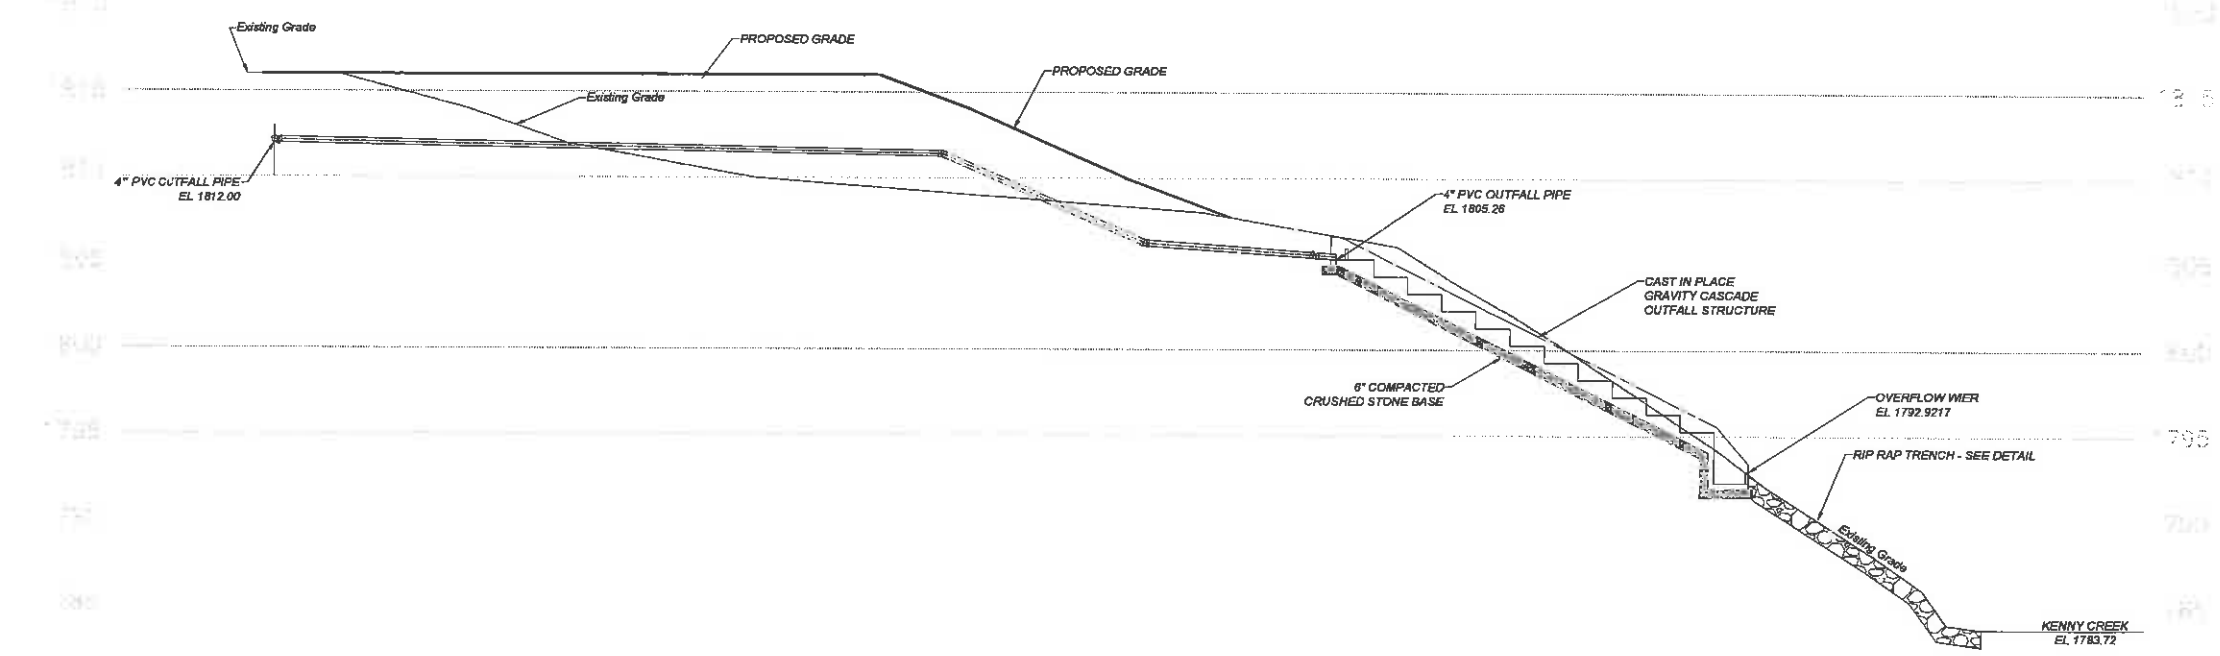 Existing Grade
PROPOSED GRADE
PROPOSED GRADE
Existing Grade
4" PVC OUTFALL PIPE
EL 1812.00
4" PVC OUTFALL PIPE
EL 1805.26
CAST IN PLACE
GRAVITY CASCADE
OUTFALL STRUCTURE
6" COMPACTED
CRUSHED STONE BASE
OVERFLOW WIER
EL 1792.9217
795
RIP RAP TRENCH - SEE DETAIL
Existing Grade
KENNY CREEK
EL 1783.72